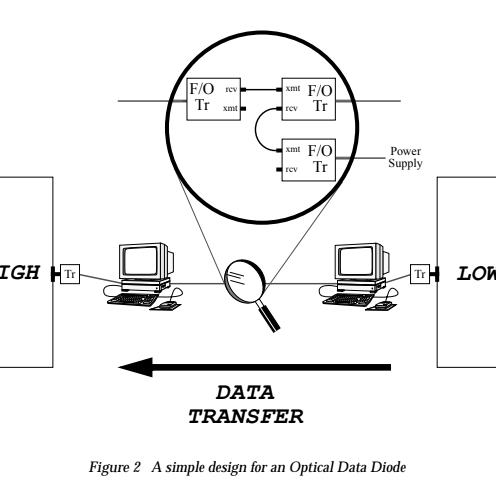 F/O rcv xmt F/O
Tr xmt rcv Tr
xmt F/O
rcv Tr
Power
Supply
IGH Tr Tr LOW
DATA
TRANSFER
Figure 2 A simple design for an Optical Data Diode